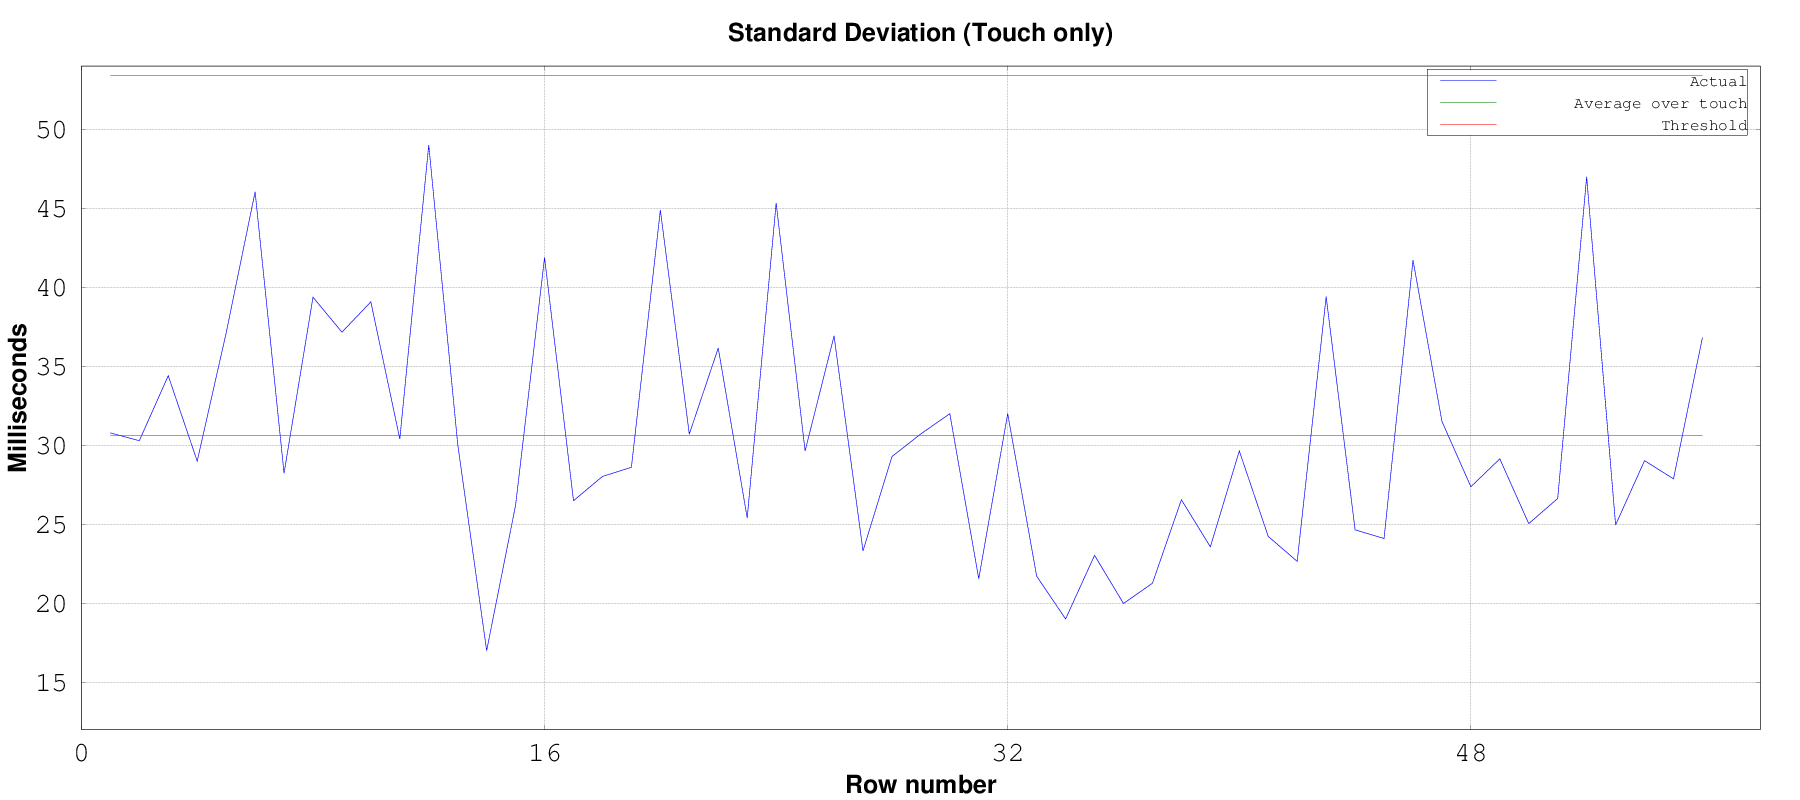 Standard Deviation (Touch only)
Actual
Average over touch
Threshold
50
45
40
35
30
25
20
15
Milliseconds
0 16 32 48
Row number